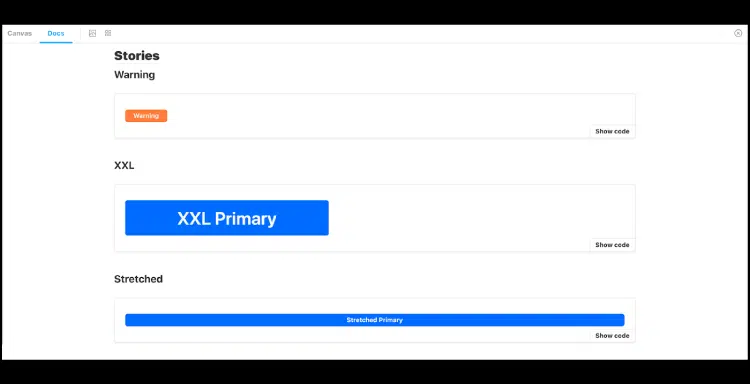 Canvas Docs
Stories
Warning
Warning
Show code
XXL
XXL Primary
Show code
Stretched
Stretched Primary
Show code